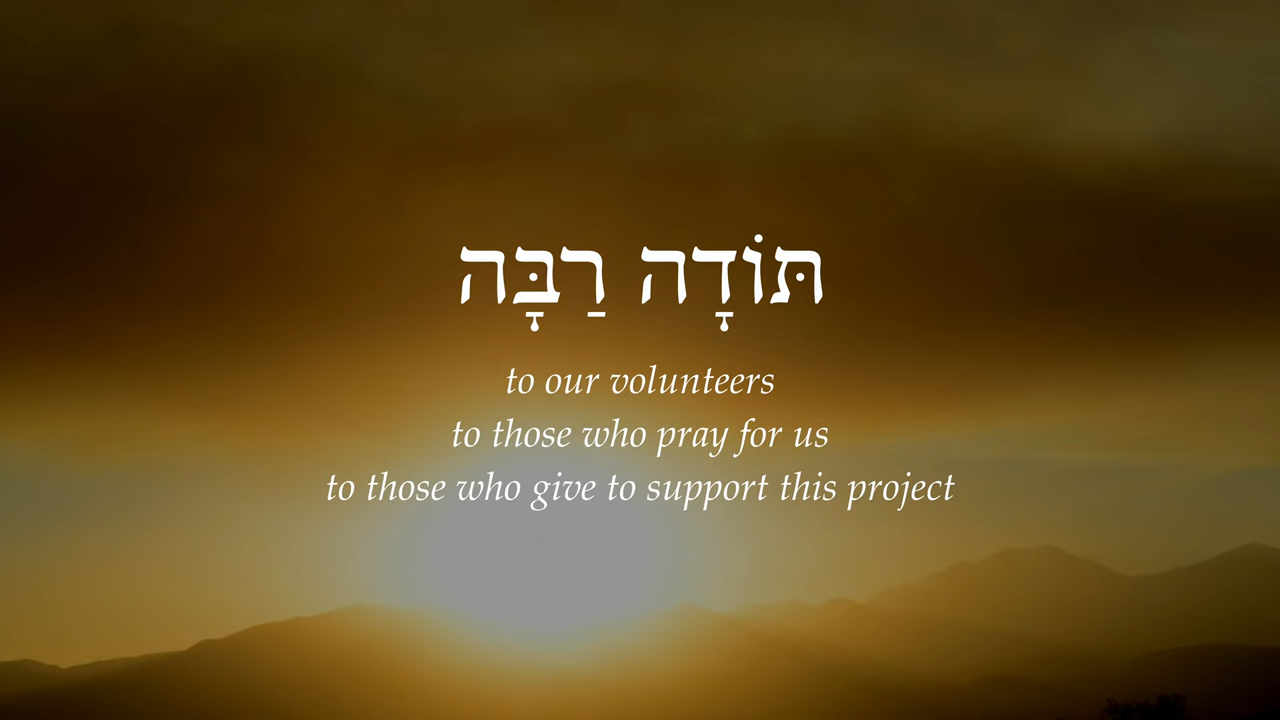 תּוֹדָה רַבָּה
to our volunteers
to those who pray for us
to those who give to support this project